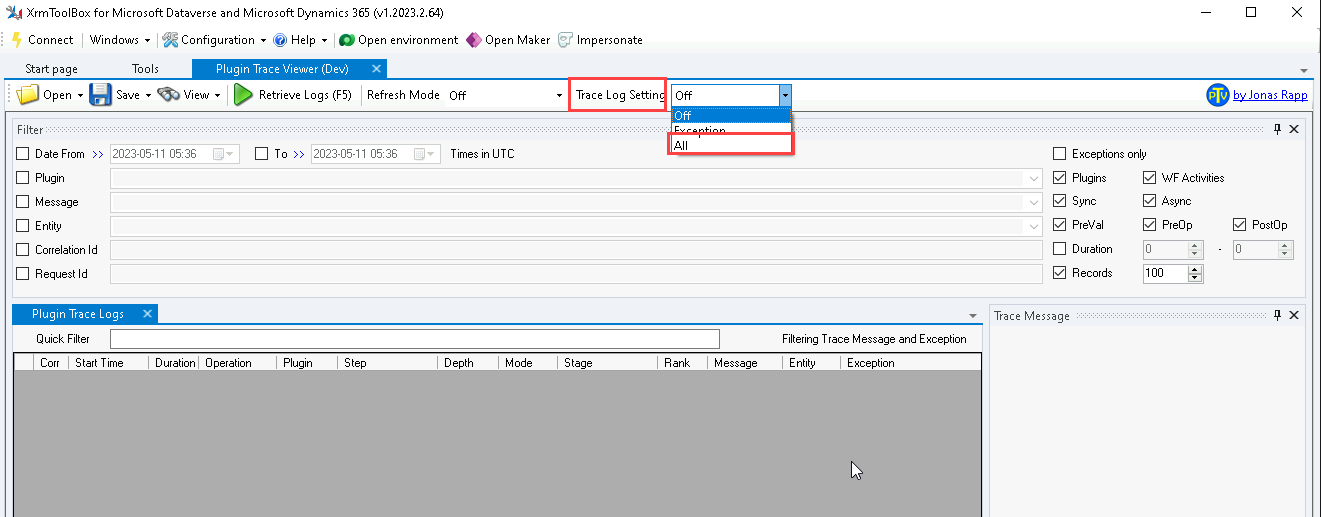 XrmToolBox for Microsoft Dataverse and Microsoft Dynamics 365 (v1.2023.2.64)
Connect Windows Configuration Help Open environment Open Maker Impersonate
Start page Tools Plugin Trace Viewer (Dev)
Open Save View Retrieve Logs (F5) Refresh Mode Off Trace Log Setting Off PTV by Jonas Rapp
Off
Exception
All
Filter
Date From >> 2023-05-11 05:36 To >> 2023-05-11 05:36 Times in UTC Exceptions only
Plugin Plugins WF Activities
Message Sync Async
Entity PreVal PreOp PostOp
Correlation Id Duration 0 - 0
Request Id Records 100
Plugin Trace Logs Trace Message
Quick Filter Filtering Trace Message and Exception
Corr Start Time Duration Operation Plugin Step Depth Mode Stage Rank Message Entity Exception